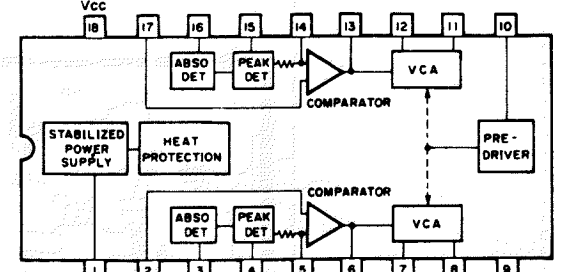 Vcc
18 17 16 15 14 13 12 11 10
ABSO DET
PEAK DET
VCA
COMPARATOR
STABILIZED POWER SUPPLY
HEAT PROTECTION
PRE-DRIVER
COMPARATOR
ABSO DET
PEAK DET
VCA
1 2 3 4 5 6 7 8 9